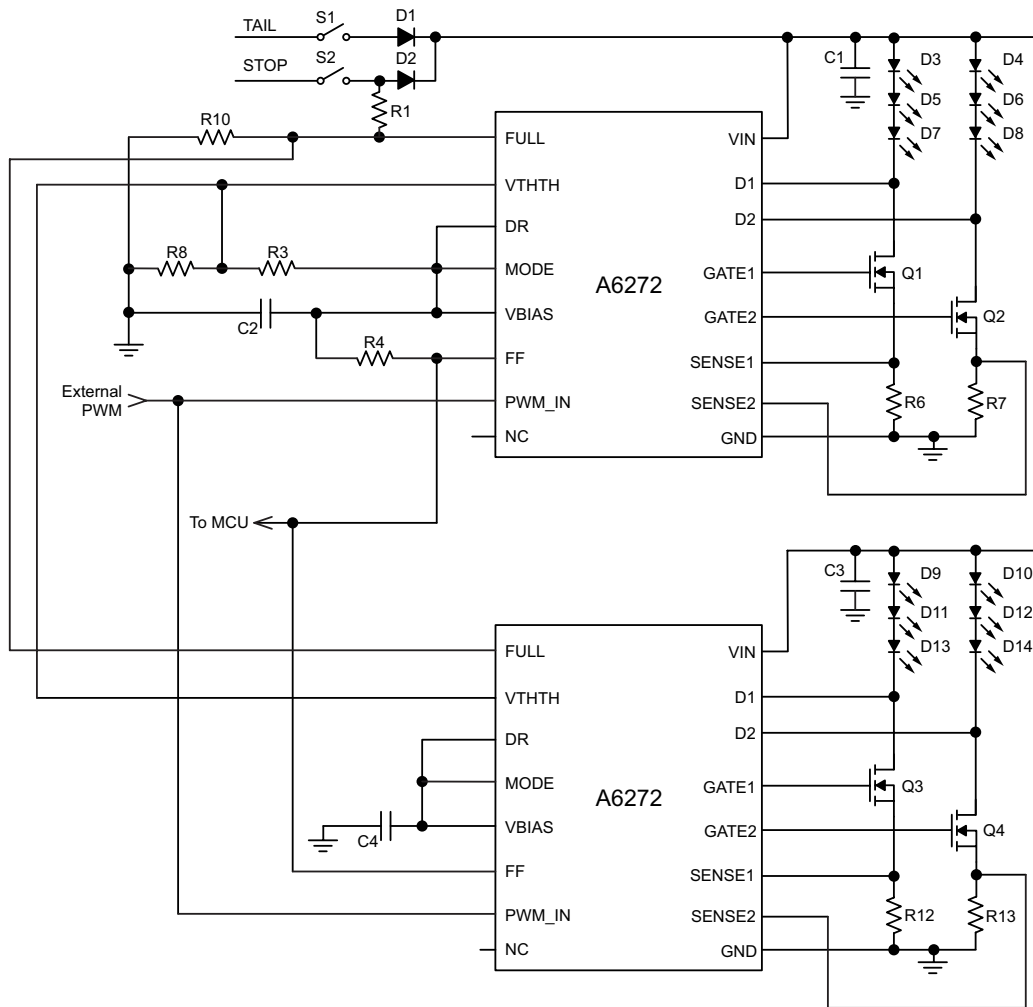 TAIL
S1
D1
STOP
S2
D2
R1
R10
C1
D3
D4
D5
D6
D7
D8
FULL
VIN
VTHTH
D1
DR
D2
R8
R3
MODE
A6272
GATE1
Q1
C2
VBIAS
GATE2
Q2
R4
FF
SENSE1
External
PWM
PWM_IN
SENSE2
R6
R7
NC
GND
To MCU
C3
D9
D10
D11
D12
D13
D14
FULL
VIN
VTHTH
D1
DR
D2
MODE
A6272
GATE1
Q3
C4
VBIAS
GATE2
Q4
FF
SENSE1
PWM_IN
SENSE2
R12
R13
NC
GND